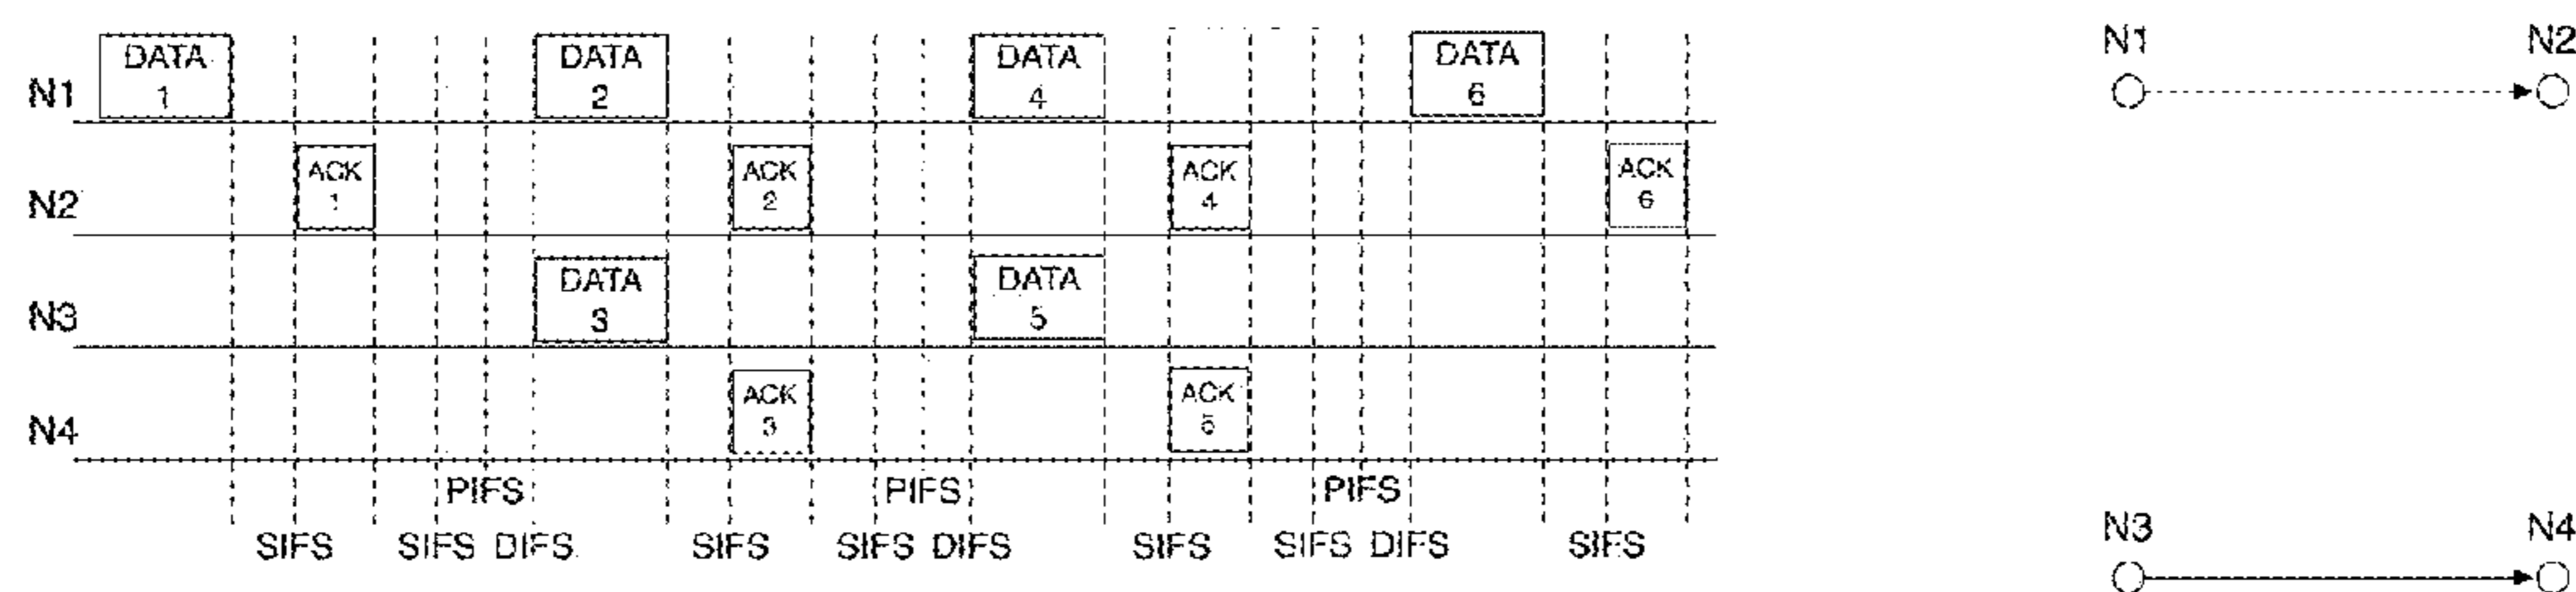 N1 DATA 1 DATA 2 DATA 4 DATA 6
N2 ACK 1 ACK 2 ACK 4 ACK 6
N3 DATA 3 DATA 5
N4 ACK 3 ACK 5
PIFS PIFS PIFS
SIFS SIFS DIFS SIFS SIFS DIFS SIFS SIFS DIFS SIFS
N1 N2
N3 N4